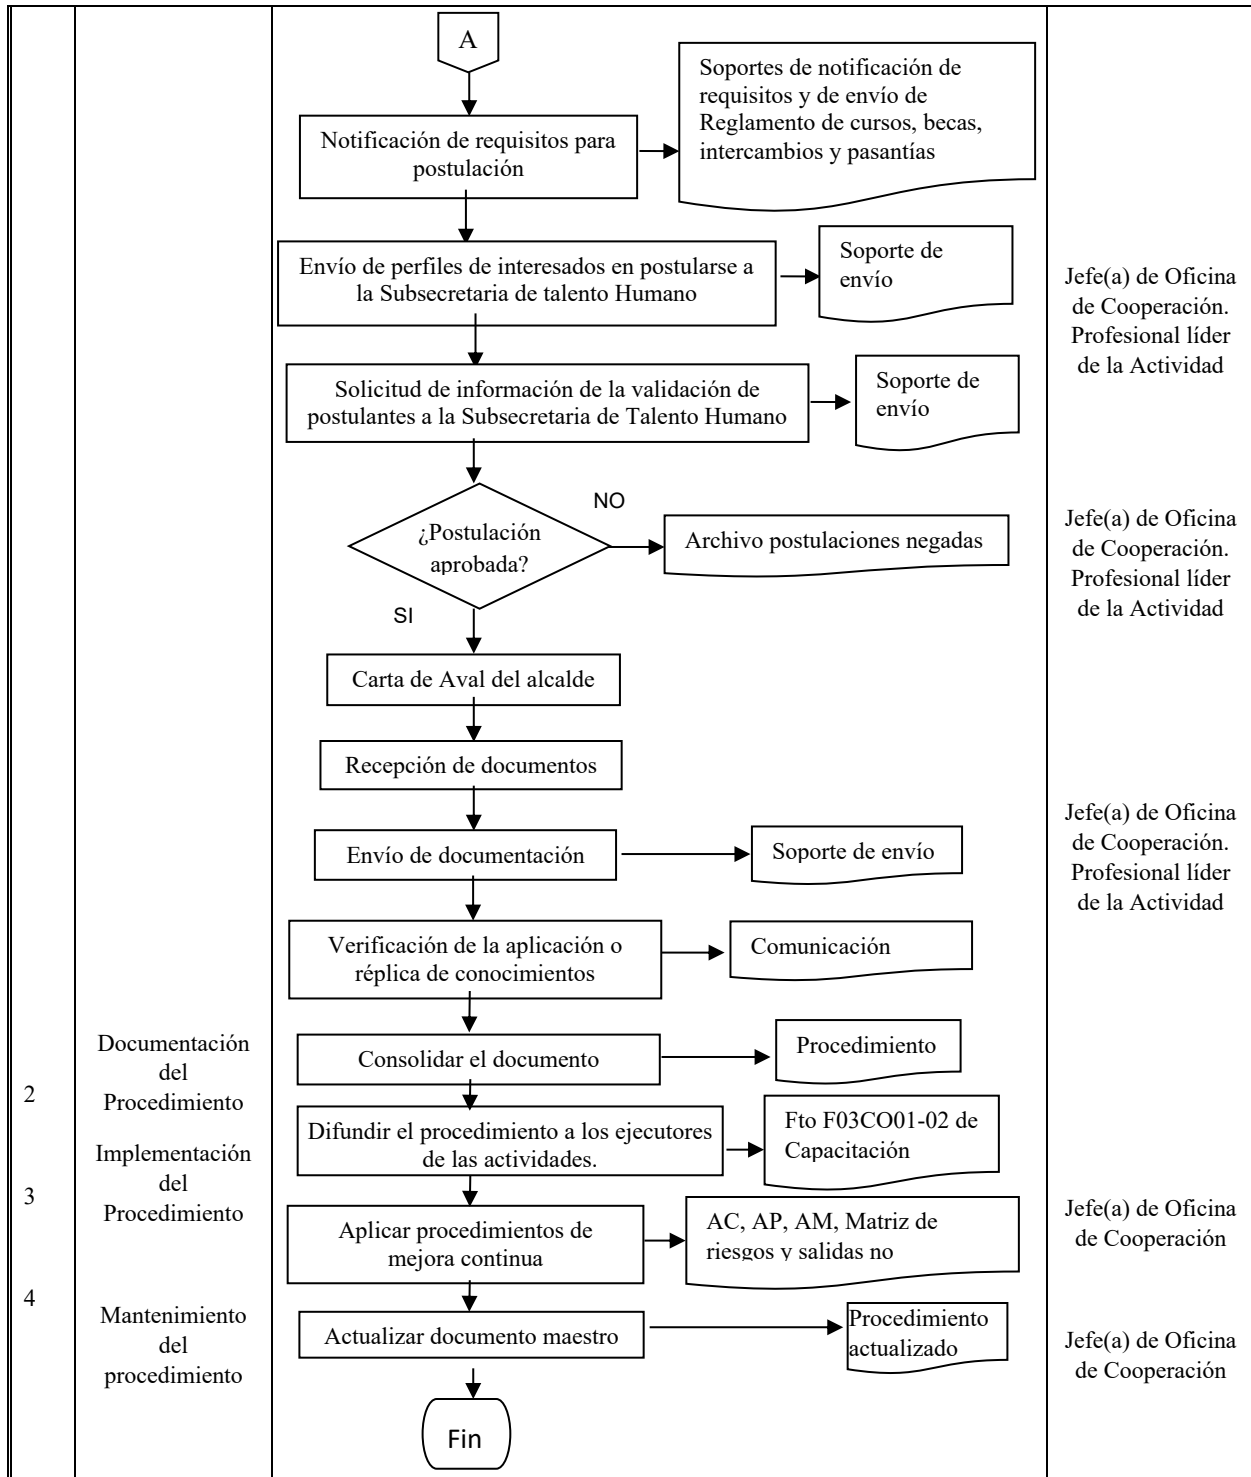 A
Soportes de notificación de
requisitos y de envío de
Reglamento de cursos, becas,
intercambios y pasantías
Notificación de requisitos para
postulación
Envío de perfiles de interesados en postularse a
la Subsecretaria de talento Humano
Soporte de
envío
Jefe(a) de Oficina
de Cooperación.
Profesional líder
de la Actividad
Solicitud de información de la validación de
postulantes a la Subsecretaria de Talento Humano
Soporte de
envío
¿Postulación
aprobada?
NO
Archivo postulaciones negadas
Jefe(a) de Oficina
de Cooperación.
Profesional líder
de la Actividad
SI
Carta de Aval del alcalde
Recepción de documentos
Envío de documentación
Soporte de envío
Jefe(a) de Oficina
de Cooperación.
Profesional líder
de la Actividad
Verificación de la aplicación o
réplica de conocimientos
Comunicación
2
Documentación
del
Procedimiento
Consolidar el documento
Procedimiento
3
Implementación
del
Procedimiento
Difundir el procedimiento a los ejecutores
de las actividades.
Fto F03CO01-02 de
Capacitación
Aplicar procedimientos de
mejora continua
AC, AP, AM, Matriz de
riesgos y salidas no
Jefe(a) de Oficina
de Cooperación
4
Mantenimiento
del
procedimiento
Actualizar documento maestro
Procedimiento
actualizado
Jefe(a) de Oficina
de Cooperación
Fin